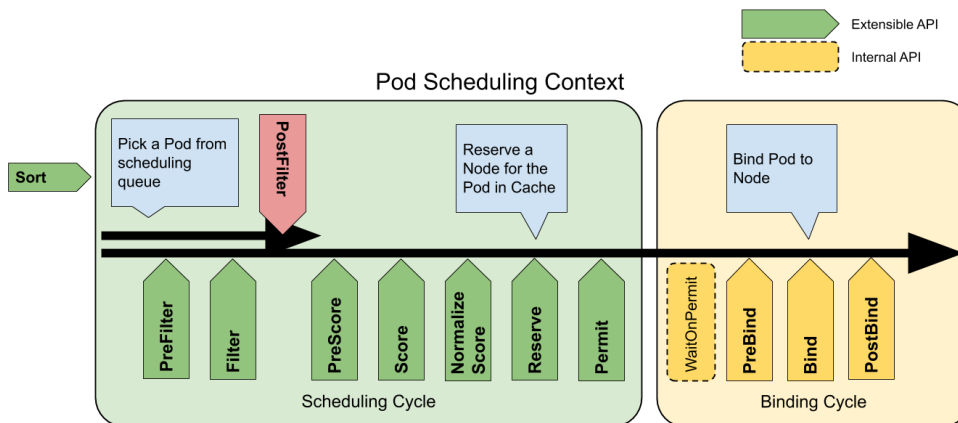 Extensible API
Internal API
Pod Scheduling Context
Sort
Pick a Pod from
scheduling
queue
PostFilter
Reserve a
Node for the
Pod in Cache
Bind Pod to
Node
PreFilter
Filter
PreScore
Score
Normalize
Score
Reserve
Permit
WaitOnPermit
PreBind
Bind
PostBind
Scheduling Cycle
Binding Cycle